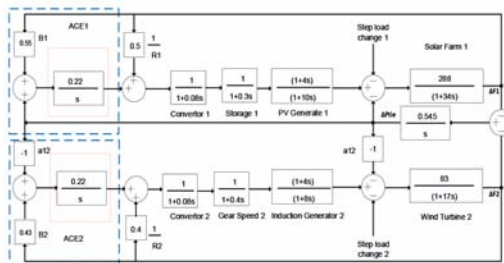 ACE1
Step load
change 1
Solar Farm 1
0.55
B1
0.5
1
R1
0.22
s
1
1+0.08s
1
1+0.3s
(1+4s)
(1+10s)
288
(1+34s)
Convertor 1
Storage 1
PV Generate 1
ΔPtie
0.545
s
ΔF1
-1
a12
a12
-1
0.22
s
1
1+0.08s
1
1+0.4s
(1+4s)
(1+8s)
83
(1+17s)
ΔF2
Convertor 2
Gear Speed 2
Induction Generator 2
Wind Turbine 2
0.43
B2
ACE2
0.4
1
R2
Step load
change 2